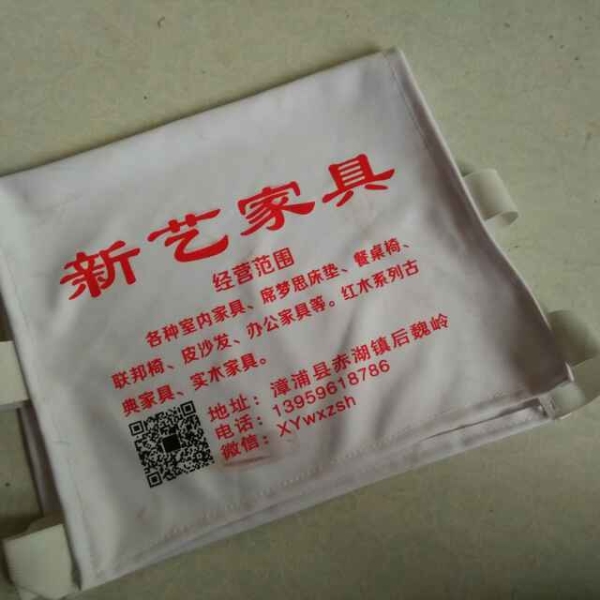 新艺家具
经营范围
各种室内家具、席梦思床垫、餐桌椅、
联邦椅、皮沙发、办公家具等。红木系列古
典家具、实木家具。
地址：漳浦县赤湖镇后魏岭
电话：13959618786
微信：XYwxzsh